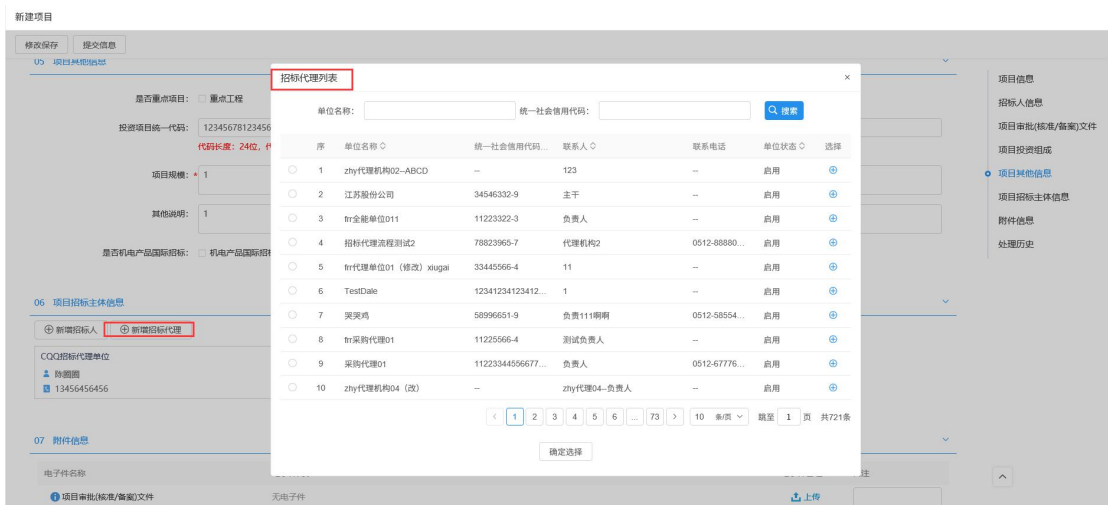 新建项目
修改保存 提交信息
05 项目其他信息
是否重点项目： 重点工程
投资项目统一代码： 12345678123456
代码长度：24位，
项目规模：* 1
其他说明： 1
是否机电产品国际招标： 机电产品国际招标
06 项目招标主体信息
新增招标人 新增招标代理
CQQ招标代理单位
陈圆圆
13456456456
07 附件信息
电子件名称
项目审批(核准/备案)文件 无电子件 上传
招标代理列表 ×
单位名称： 统一社会信用代码： 搜索
序 单位名称 统一社会信用代码... 联系人 联系电话 单位状态 选择
1 zhy代理机构02--ABCD -- 123 -- 启用
2 江苏股份公司 34546332-9 主干 -- 启用
3 frr全能单位011 11223322-3 负责人 -- 启用
4 招标代理流程测试2 78823965-7 代理机构2 0512-88880... 启用
5 frr代理单位01（修改）xiugai 33445566-4 11 -- 启用
6 TestDale 12341234123412... 1 -- 启用
7 哭哭鸡 58996651-9 负责111啊啊 0512-58554... 启用
8 frr采购代理01 11225566-4 测试负责人 -- 启用
9 采购代理01 11223344556677... 负责人 0512-67776... 启用
10 zhy代理机构04（改） -- zhy代理04--负责人 -- 启用
< 1 2 3 4 5 6 ... 73 > 10 条/页 跳至 1 页 共721条
确定选择
项目信息
招标人信息
项目审批(核准/备案)文件
项目投资组成
项目其他信息
项目招标主体信息
附件信息
处理历史